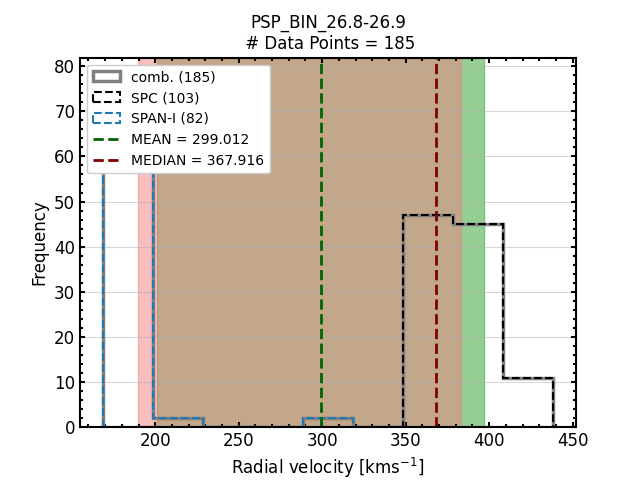 PSP_BIN_26.8-26.9
# Data Points = 185
comb. (185)
SPC (103)
SPAN-I (82)
MEAN = 299.012
MEDIAN = 367.916
80
70
60
50
40
30
20
10
0
Frequency
200
250
300
350
400
450
Radial velocity [kms⁻¹]